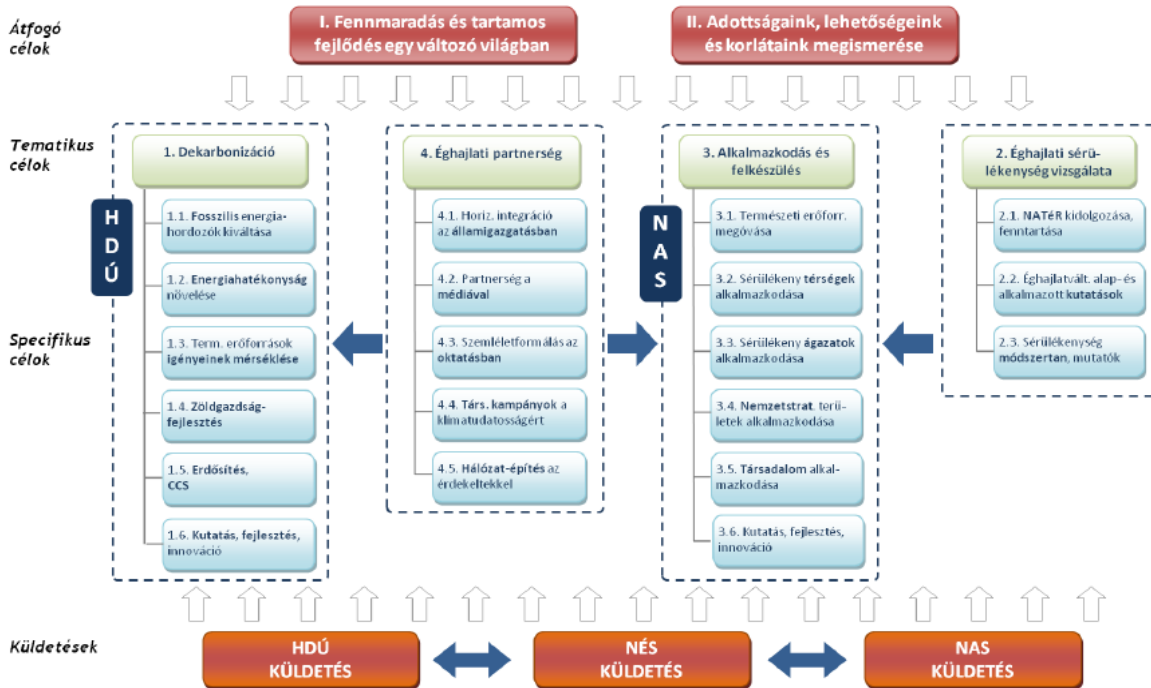 Átfogó
célok
I. Fennmaradás és tartamos
fejlődés egy változó világban
II. Adottságaink, lehetőségeink
és korlátaink megismerése
Tematikus
célok
1. Dekarbonizáció
HDÚ
1.1. Fosszilis energia-
hordozók kiváltása
1.2. Energiahatékonyság
növelése
1.3. Term. erőforrások
igényeinek mérséklése
1.4. Zöldgazdság-
fejlesztés
1.5. Erdősítés,
CCS
1.6. Kutatás, fejlesztés,
innováció
4. Éghajlati partnerség
4.1. Horiz. integráció
az államigazgatásban
4.2. Partnerség a
médiával
4.3. Szemléletformálás az
oktatásban
4.4. Társ. kampányok a
klímatudatosságért
4.5. Hálózat-építés az
érdekeltekkel
3. Alkalmazkodás és
felkészülés
NAS
3.1. Természeti erőforr.
megóvása
3.2. Sérülékeny térségek
alkalmazkodása
3.3. Sérülékeny ágazatok
alkalmazkodása
3.4. Nemzetstrat. terü-
letek alkalmazkodása
3.5. Társadalom alkal-
mazkodása
3.6. Kutatás, fejlesztés,
innováció
2. Éghajlati sérü-
lékenység vizsgálata
2.1. NATéR kidolgozása,
fenntartása
2.2. Éghajlatvált. alap- és
alkalmazott kutatások
2.3. Sérülékenység
módszertan, mutatók
Specifikus
célok
Küldetések
HDÚ
KÜLDETÉS
NÉS
KÜLDETÉS
NAS
KÜLDETÉS